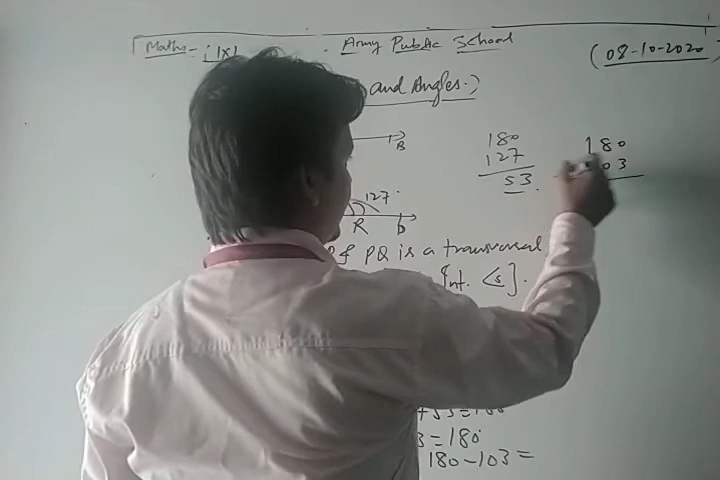 Maths - IX Army Public School (08-10-2020)
and Angles.)
B
180
127
53.
180
03
127°
R D
PQ is a transversal
Int. <s].
+53=180
3=180
180-103=